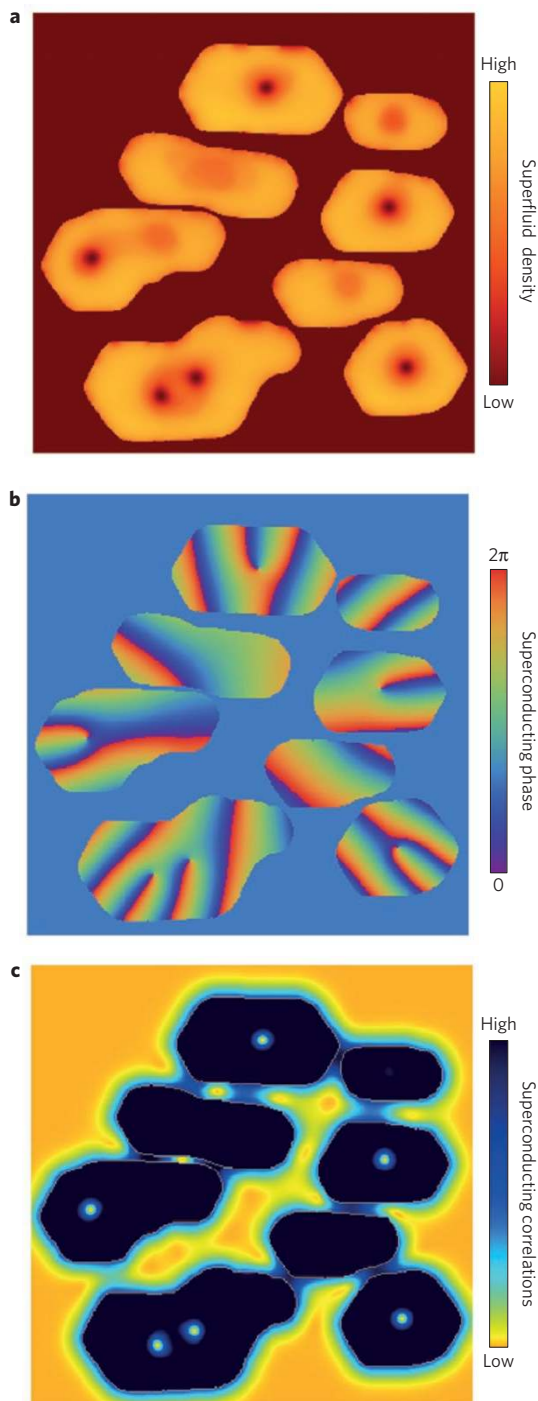 a
High
Superfluid density
Low
b
2π
Superconducting phase
0
c
High
Superconducting correlations
Low